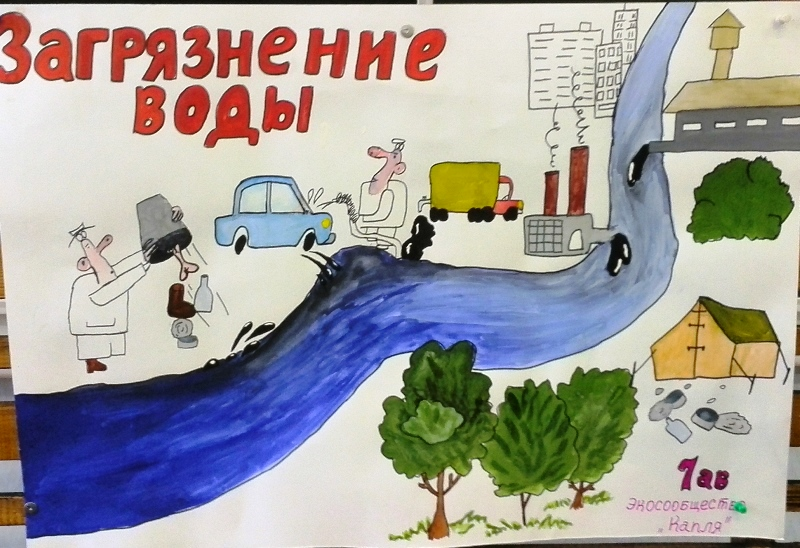 Загрязнение
воды
7ав
экосообщество
"Капля"